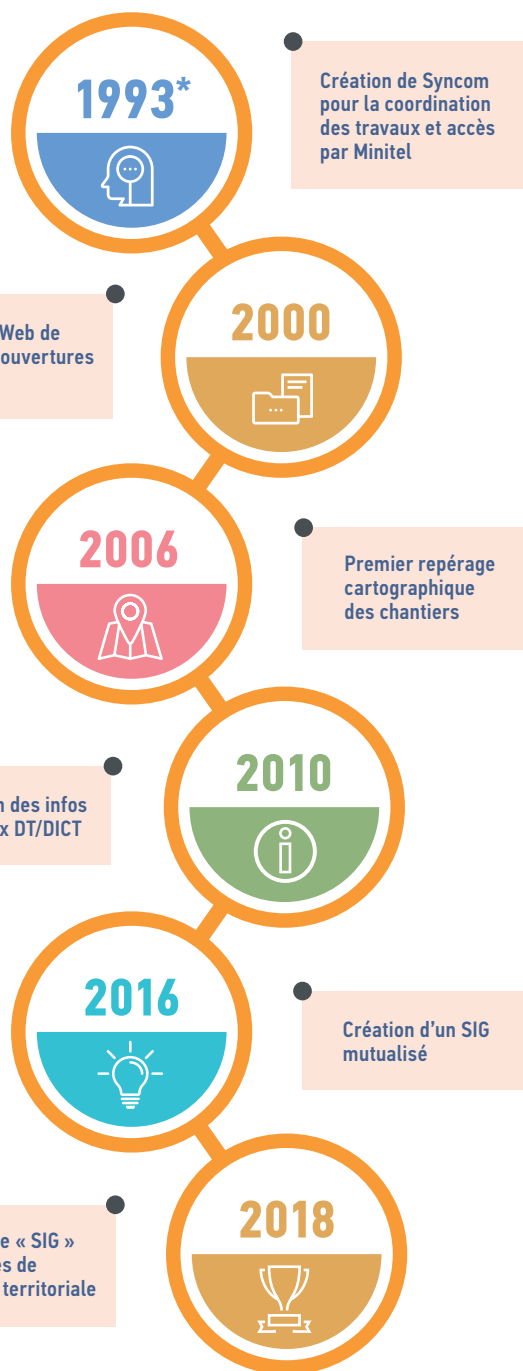 1993*
Création de Syncom
pour la coordination
des travaux et accès
par Minitel
2000
Web de
ouvertures
2006
Premier repérage
cartographique
des chantiers
2010
des infos
DT/DICT
2016
Création d'un SIG
mutualisé
2018
« SIG »
de
territoriale